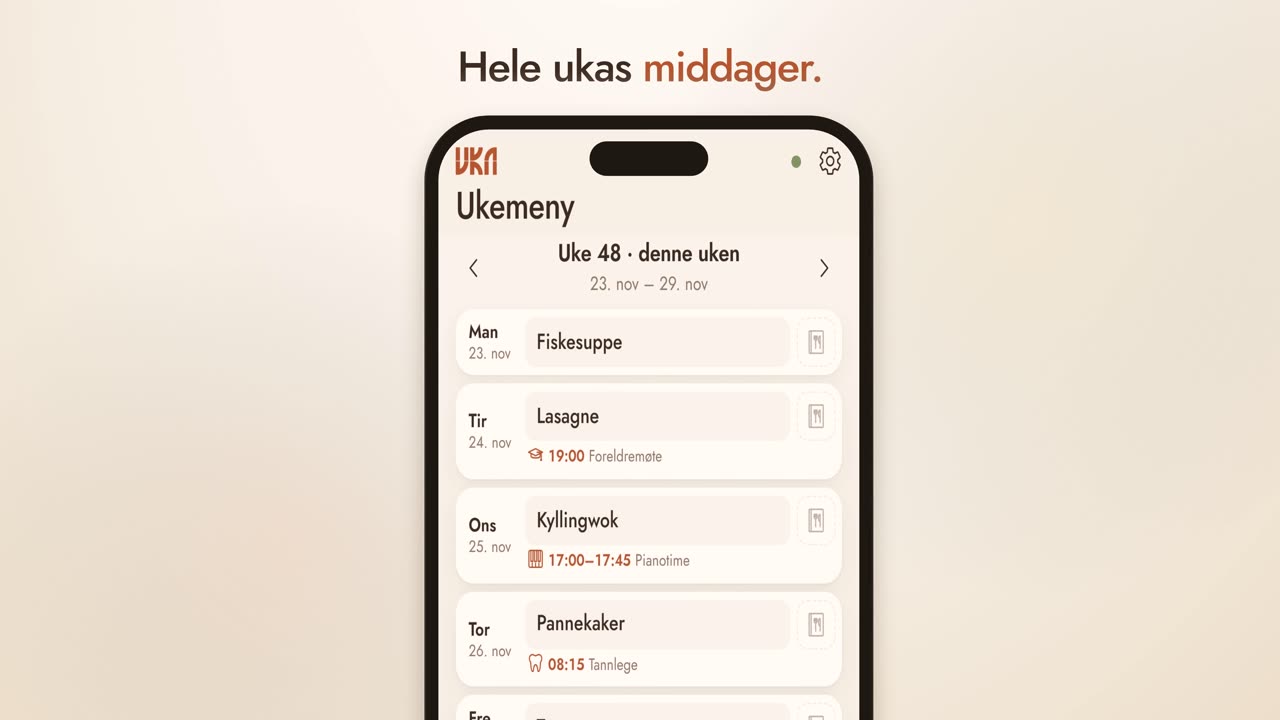 Hele ukas middager.
UKA
Ukemeny
Uke 48 · denne uken
23. nov – 29. nov
Man
23. nov
Fiskesuppe
Tir
24. nov
Lasagne
19:00 Foreldremøte
Ons
25. nov
Kyllingwok
17:00–17:45 Pianotime
Tor
26. nov
Pannekaker
08:15 Tannlege
Fre